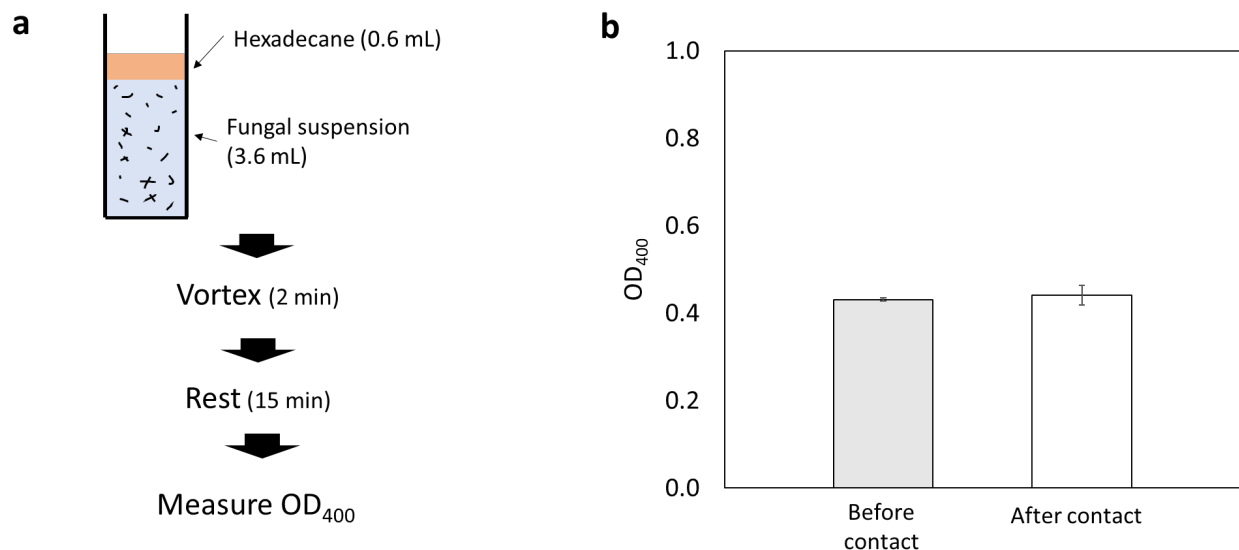 a
Hexadecane (0.6 mL)
Fungal suspension
(3.6 mL)
Vortex (2 min)
Rest (15 min)
Measure OD₄₀₀
b
1.0
0.8
0.6
0.4
0.2
0.0
OD₄₀₀
Before
contact
After contact